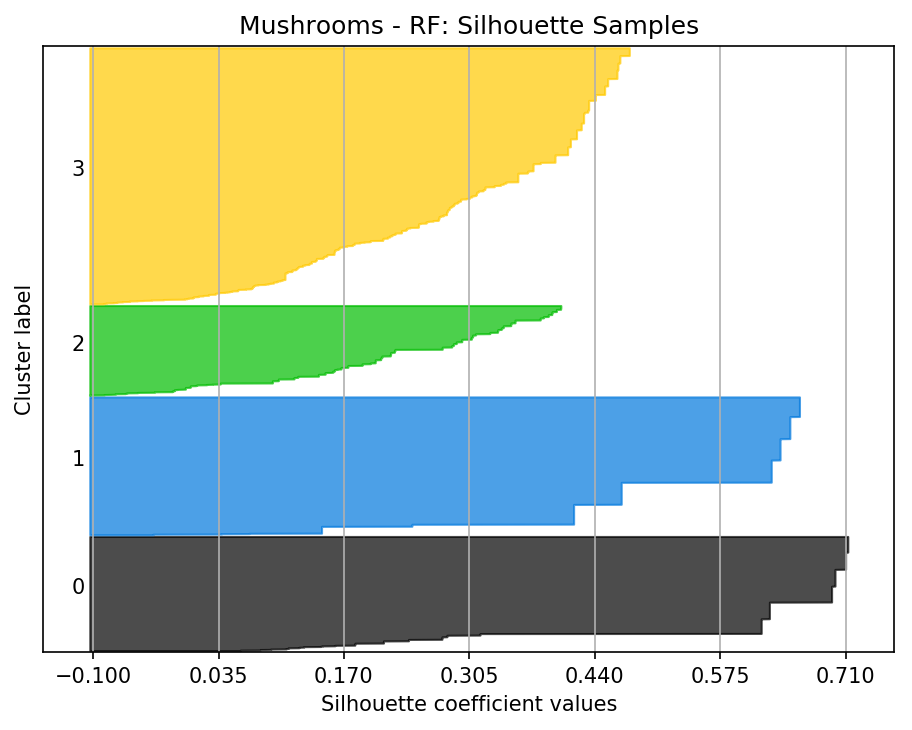 Mushrooms - RF: Silhouette Samples
Cluster label
3
2
1
0
−0.100 0.035 0.170 0.305 0.440 0.575 0.710
Silhouette coefficient values